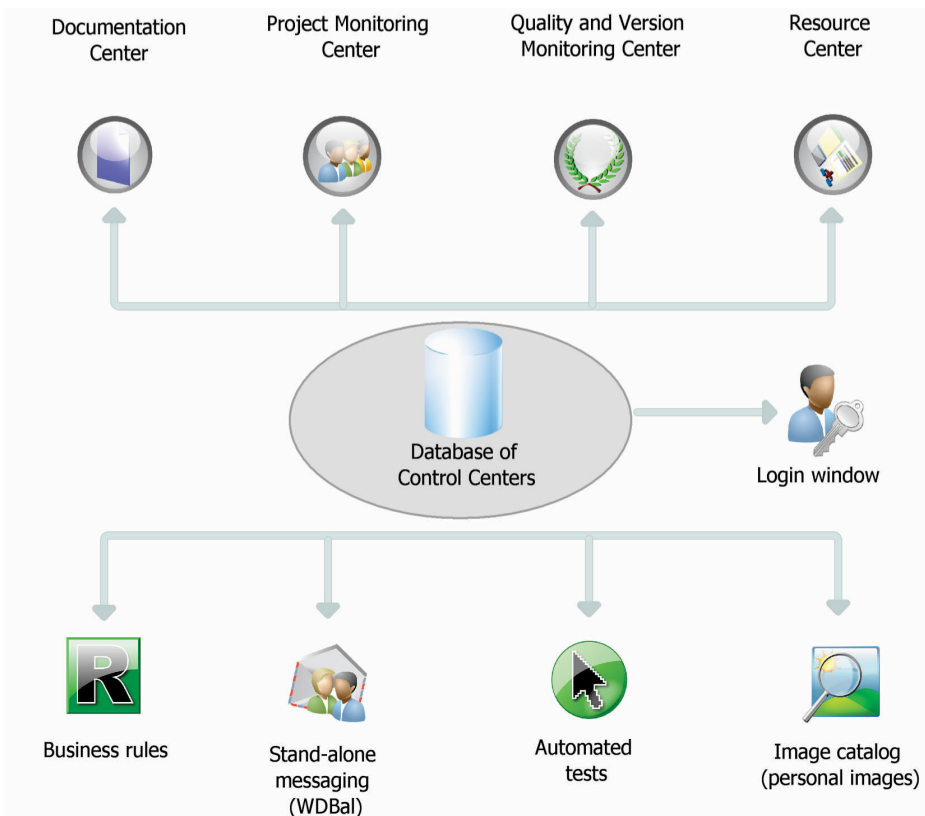 Documentation
Center
Project Monitoring
Center
Quality and Version
Monitoring Center
Resource
Center
Database of
Control Centers
Login window
R
Business rules
Stand-alone
messaging
(WDBal)
Automated
tests
Image catalog
(personal images)